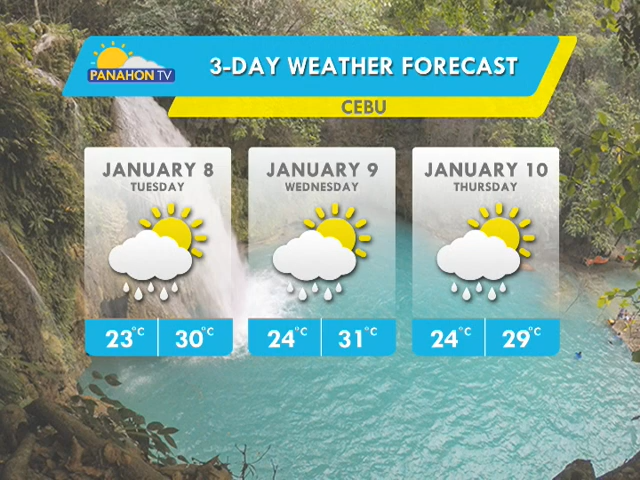 PANAHON TV
3-DAY WEATHER FORECAST
CEBU
JANUARY 8
TUESDAY
23°C
30°C
JANUARY 9
WEDNESDAY
24°C
31°C
JANUARY 10
THURSDAY
24°C
29°C